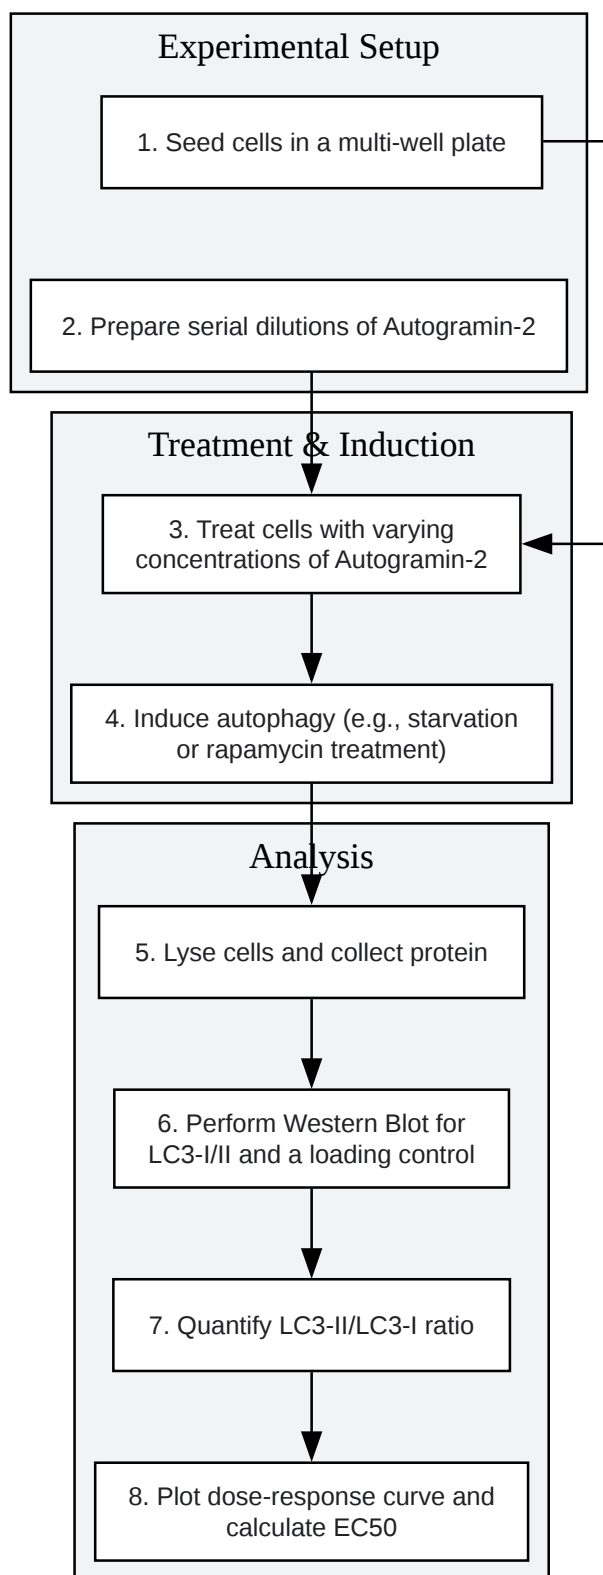 Experimental Setup
1. Seed cells in a multi-well plate
2. Prepare serial dilutions of Autogramin-2
Treatment & Induction
3. Treat cells with varying
concentrations of Autogramin-2
4. Induce autophagy (e.g., starvation
or rapamycin treatment)
Analysis
5. Lyse cells and collect protein
6. Perform Western Blot for
LC3-I/II and a loading control
7. Quantify LC3-II/LC3-I ratio
8. Plot dose-response curve and
calculate EC50